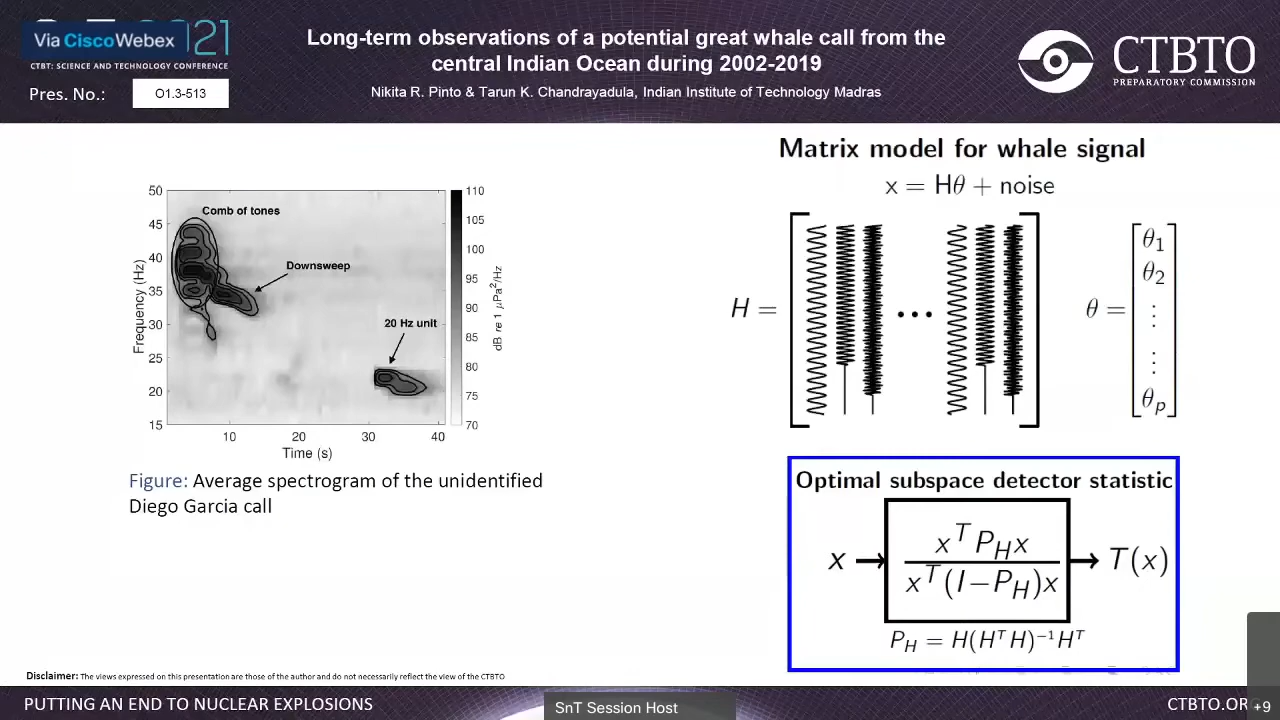 Via CiscoWebex
21
CTBT: SCIENCE AND TECHNOLOGY CONFERENCE
Pres. No.:
O1.3-513
Long-term observations of a potential great whale call from the
central Indian Ocean during 2002-2019
Nikita R. Pinto & Tarun K. Chandrayadula, Indian Institute of Technology Madras
CTBTO
PREPARATORY COMMISSION
50
45
40
35
30
25
20
15
Frequency (Hz)
Comb of tones
Downsweep
20 Hz unit
10
20
30
40
Time (s)
110
105
100
95
90
85
80
75
70
dB re 1 μPa²/Hz
Figure: Average spectrogram of the unidentified
Diego Garcia call
Matrix model for whale signal
x = Hθ + noise
H =
...
θ =
θ₁
θ₂
⋮
⋮
θₚ
Optimal subspace detector statistic
x → xᵀP_Hx / xᵀ(I−P_H)x → T(x)
P_H = H(HᵀH)⁻¹Hᵀ
Disclaimer: The views expressed on this presentation are those of the author and do not necessarily reflect the view of the CTBTO
PUTTING AN END TO NUCLEAR EXPLOSIONS
SnT Session Host
CTBTO.OR
+9